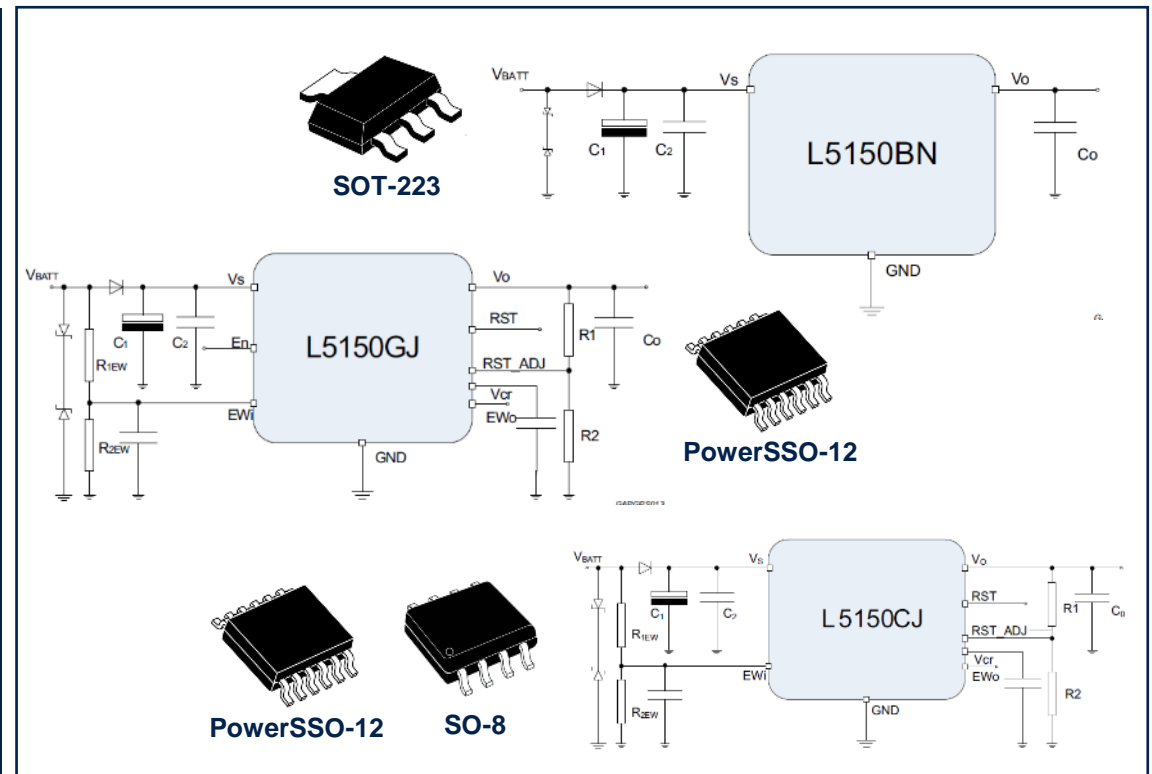 VBATT
Vs
Vo
C1
C2
L5150BN
Co
SOT-223
GND
VBATT
Vs
Vo
C1
C2
En
L5150GJ
RST
R1
Co
R1EW
RST_ADJ
Vcr
EWi
EWo
R2EW
R2
GND
PowerSSO-12
VBATT
VS
VO
C1
C2
L5150CJ
RST
R1
C0
R1EW
RST_ADJ
Vcr
EWi
EWo
R2EW
R2
GND
PowerSSO-12
SO-8